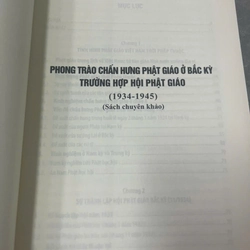 PHONG TRÀO CHẤN HƯNG PHẬT GIÁO Ở BẮC KỲ
TRƯỜNG HỢP HỘI PHẬT GIÁO
(1934-1945)
(Sách chuyên khảo)